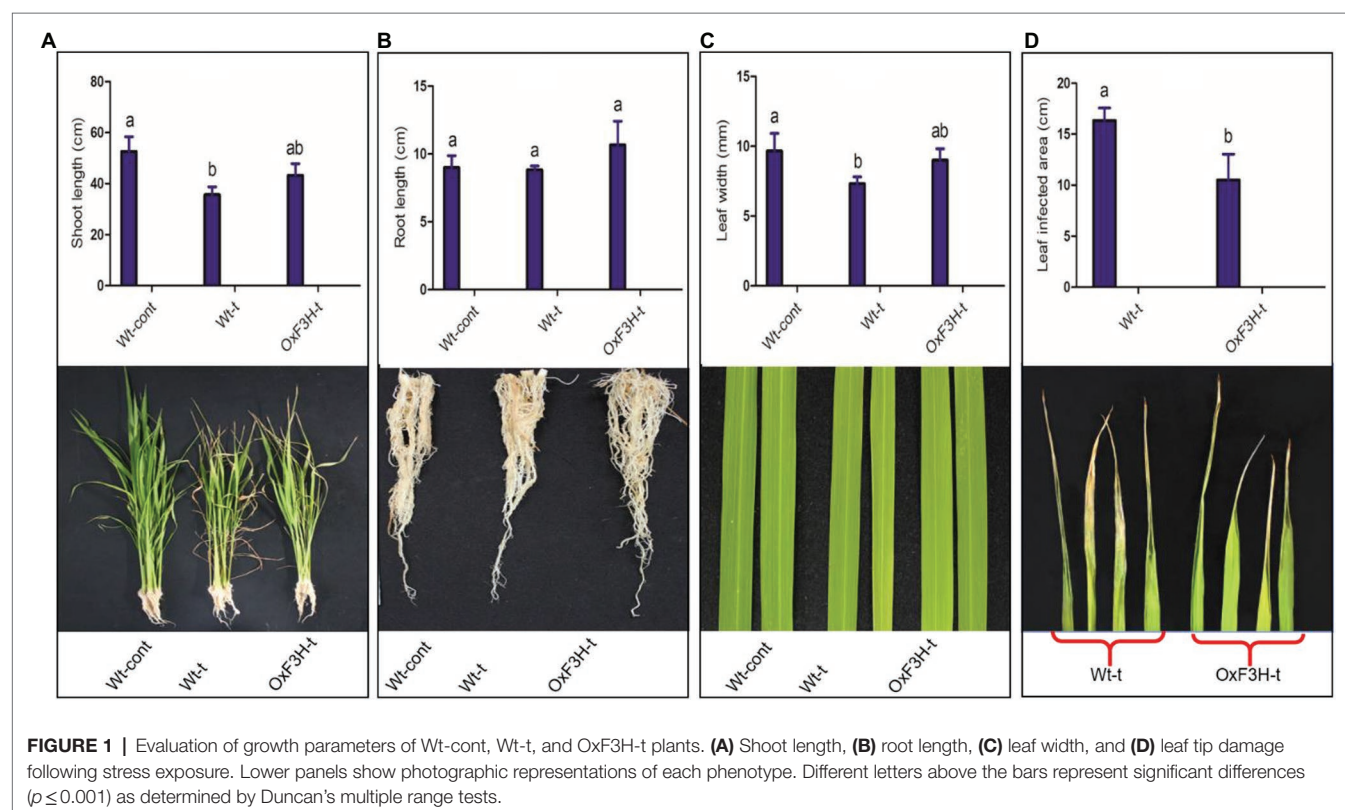 A
B
C
D
Shoot length (cm)
80
60
40
20
0
a
b
ab
Wt-cont
Wt-t
OxF3H-t
Root length (cm)
15
10
5
0
a
a
a
Wt-cont
Wt-t
OxF3H-t
Leaf width (mm)
15
10
5
0
a
b
ab
Wt-cont
Wt-t
OxF3H-t
Leaf infected area (cm)
20
15
10
5
0
a
b
Wt-t
OxF3H-t
Wt-cont
Wt-t
OxF3H-t
Wt-cont
Wt-t
OxF3H-t
Wt-cont
Wt-t
OxF3H-t
Wt-t
OxF3H-t
FIGURE 1 | Evaluation of growth parameters of Wt-cont, Wt-t, and OxF3H-t plants. (A) Shoot length, (B) root length, (C) leaf width, and (D) leaf tip damage
following stress exposure. Lower panels show photographic representations of each phenotype. Different letters above the bars represent significant differences
(p ≤ 0.001) as determined by Duncan's multiple range tests.